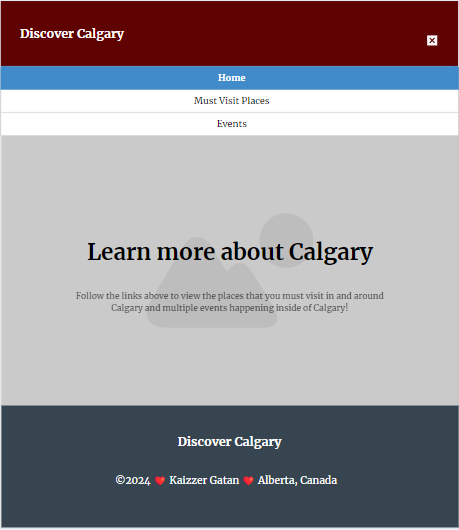 Discover Calgary
Home
Must Visit Places
Events
Learn more about Calgary
Follow the links above to view the places that you must visit in and around
Calgary and multiple events happening inside of Calgary!
Discover Calgary
©2024 ❤️ Kaizzer Gatan ❤️ Alberta, Canada